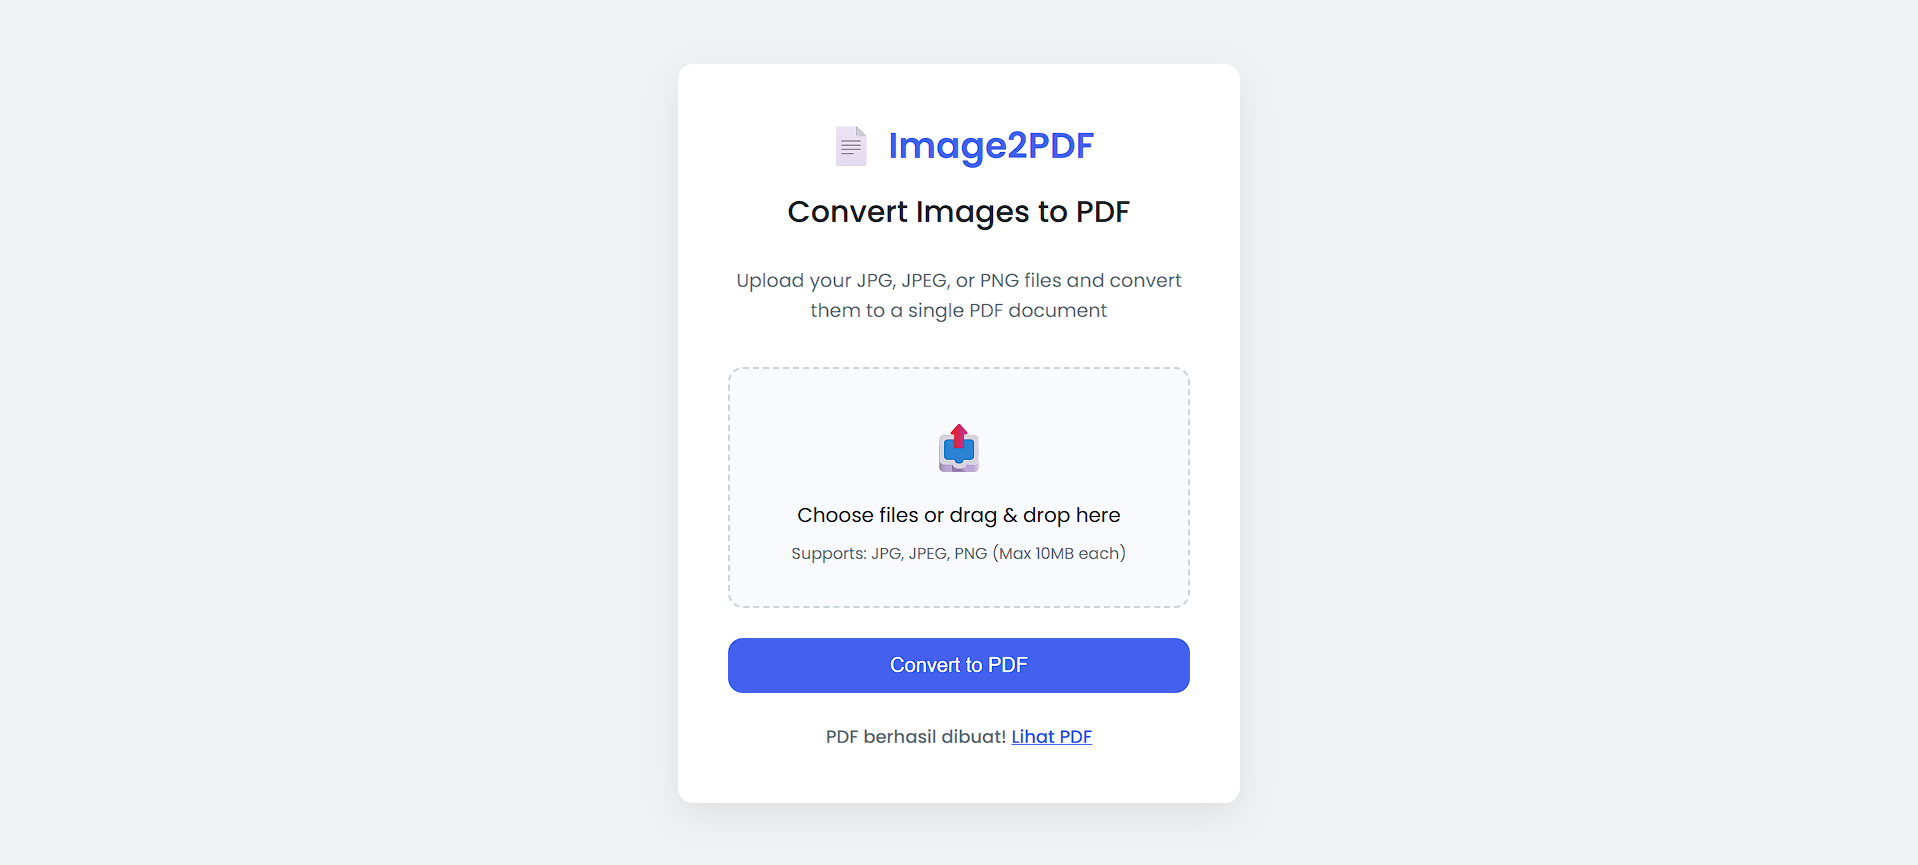 Image2PDF
Convert Images to PDF
Upload your JPG, JPEG, or PNG files and convert
them to a single PDF document
Choose files or drag & drop here
Supports: JPG, JPEG, PNG (Max 10MB each)
Convert to PDF
PDF berhasil dibuat! Lihat PDF